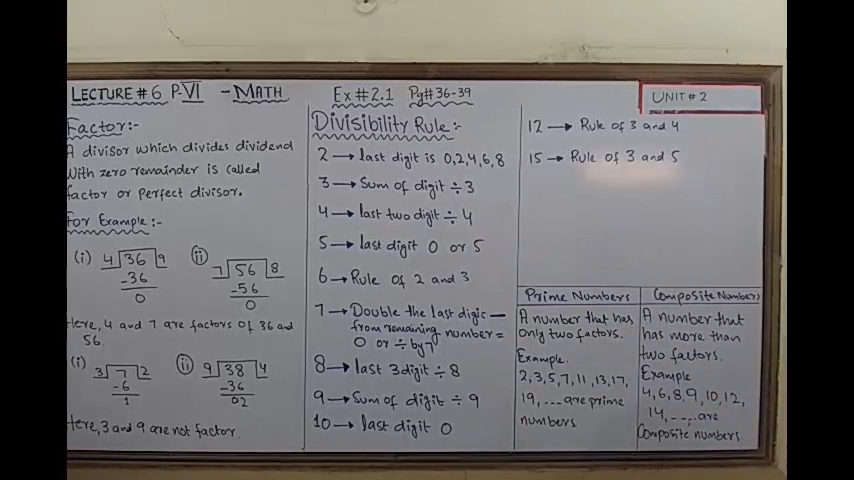 LECTURE # 6 P-VI - MATH Ex # 2.1 Pg# 36-39
UNIT # 2
Factor:-
A divisor which divides dividend
with zero remainder is called
factor or perfect divisor.
For Example:-
(i) 4 36 9
-36
0
(ii) 7 56 8
-56
0
Here, 4 and 7 are factors of 36 and
56.
(i) 3 7 2
-6
1
(ii) 9 38 4
-36
02
Here, 3 and 9 are not factor.
Divisibility Rule:-
2 → last digit is 0,2,4,6,8
3 → Sum of digit ÷ 3
4 → last two digit ÷ 4
5 → last digit 0 or 5
6 → Rule of 2 and 3
7 → Double the last digit —
from remaining number =
0 or ÷ by 7
8 → last 3 digit ÷ 8
9 → Sum of digit ÷ 9
10 → last digit 0
12 → Rule of 3 and 4
15 → Rule of 3 and 5
Prime Numbers
A number that has
only two factors.
Example.
2,3,5,7,11,13,17,
19, ---- are prime
numbers
Composite Numbers
A number that
has more than
two factors.
Example
4,6,8,9,10,12,
14, ---- are
Composite numbers